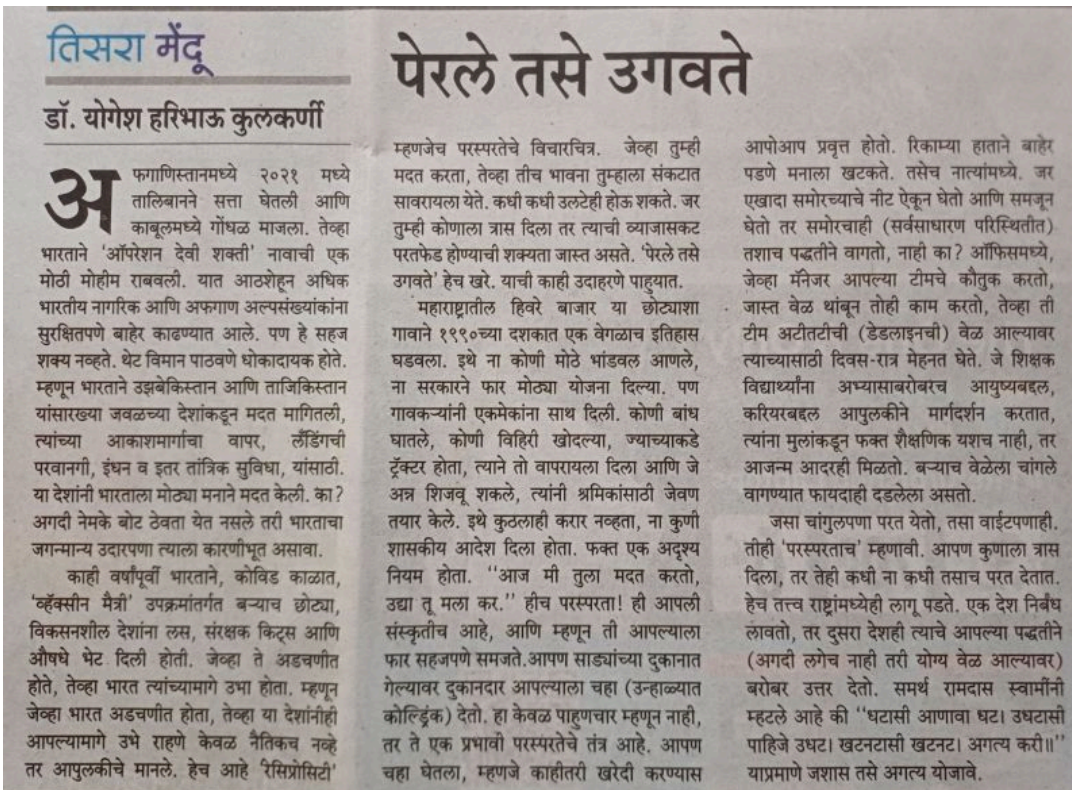 तिसरा मेंदू
डॉ. योगेश हरिभाऊ कुलकर्णी
पेरले तसे उगवते
अफगाणिस्तानमध्ये २०२१ मध्ये
तालिबानने सत्ता घेतली आणि
काबूलमध्ये गोंधळ माजला. तेव्हा
भारताने 'ऑपरेशन देवी शक्ती' नावाची एक
मोठी मोहीम राबवली. यात आठशेहून अधिक
भारतीय नागरिक आणि अफगाण अल्पसंख्यांकांना
सुरक्षितपणे बाहेर काढण्यात आले. पण हे सहज
शक्य नव्हते. थेट विमान पाठवणे धोकादायक होते.
म्हणून भारताने उझबेकिस्तान आणि ताजिकिस्तान
यांसारख्या जवळच्या देशांकडून मदत मागितली,
त्यांच्या आकाशमार्गाचा वापर, लँडिंगची
परवानगी, इंधन व इतर तांत्रिक सुविधा, यांसाठी.
या देशांनी भारताला मोठ्या मनाने मदत केली. का?
अगदी नेमके बोट ठेवता येत नसले तरी भारताचा
जगन्मान्य उदारपणा त्याला कारणीभूत असावा.
काही वर्षांपूर्वी भारताने, कोविड काळात,
'व्हॅक्सीन मैत्री' उपक्रमांतर्गत बऱ्याच छोट्या,
विकसनशील देशांना लस, संरक्षक किट्स आणि
औषधे भेट दिली होती. जेव्हा ते अडचणीत
होते, तेव्हा भारत त्यांच्यामागे उभा होता. म्हणून
जेव्हा भारत अडचणीत होता, तेव्हा या देशांनीही
आपल्यामागे उभे राहणे केवळ नैतिकच नव्हे
तर आपुलकीचे मानले. हेच आहे 'रेसिप्रोसिटी'
म्हणजेच परस्परतेचे विचारचित्र. जेव्हा तुम्ही
मदत करता, तेव्हा तीच भावना तुम्हाला संकटात
सावरायला येते. कधी कधी उलटेही होऊ शकते. जर
तुम्ही कोणाला त्रास दिला तर त्याची व्याजासकट
परतफेड होण्याची शक्यता जास्त असते. 'पेरले तसे
उगवते' हेच खरे. याची काही उदाहरणे पाहूयात.
महाराष्ट्रातील हिवरे बाजार या छोट्याशा
गावाने १९९०च्या दशकात एक वेगळाच इतिहास
घडवला. इथे ना कोणी मोठे भांडवल आणले,
ना सरकारने फार मोठ्या योजना दिल्या. पण
गावकऱ्यांनी एकमेकांना साथ दिली. कोणी बांध
घातले, कोणी विहिरी खोदल्या, ज्याच्याकडे
ट्रॅक्टर होता, त्याने तो वापरायला दिला आणि जे
अन्न शिजवू शकले, त्यांनी श्रमिकांसाठी जेवण
तयार केले. इथे कुठलाही करार नव्हता, ना कुणी
शासकीय आदेश दिला होता. फक्त एक अदृश्य
नियम होता. "आज मी तुला मदत करतो,
उद्या तू मला कर." हीच परस्परता! ही आपली
संस्कृतीच आहे, आणि म्हणून ती आपल्याला
फार सहजपणे समजते.आपण साड्यांच्या दुकानात
गेल्यावर दुकानदार आपल्याला चहा (उन्हाळ्यात
कोल्ड्रिंक) देतो. हा केवळ पाहुणचार म्हणून नाही,
तर ते एक प्रभावी परस्परतेचे तंत्र आहे. आपण
चहा घेतला, म्हणजे काहीतरी खरेदी करण्यास
आपोआप प्रवृत्त होतो. रिकाम्या हाताने बाहेर
पडणे मनाला खटकते. तसेच नात्यांमध्ये. जर
एखादा समोरच्याचे नीट ऐकून घेतो आणि समजून
घेतो तर समोरचाही (सर्वसाधारण परिस्थितीत)
तशाच पद्धतीने वागतो, नाही का? ऑफिसमध्ये,
जेव्हा मॅनेजर आपल्या टीमचे कौतुक करतो,
जास्त वेळ थांबून तोही काम करतो, तेव्हा ती
टीम अटीतटीची (डेडलाइनची) वेळ आल्यावर
त्याच्यासाठी दिवस-रात्र मेहनत घेते. जे शिक्षक
विद्यार्थ्यांना अभ्यासाबरोबरच आयुष्यबद्दल,
करियरबद्दल आपुलकीने मार्गदर्शन करतात,
त्यांना मुलांकडून फक्त शैक्षणिक यशच नाही, तर
आजन्म आदरही मिळतो. बऱ्याच वेळेला चांगले
वागण्यात फायदाही दडलेला असतो.
जसा चांगुलपणा परत येतो, तसा वाईटपणाही.
तीही 'परस्परताच' म्हणावी. आपण कुणाला त्रास
दिला, तर तेही कधी ना कधी तसाच परत देतात.
हेच तत्त्व राष्ट्रांमध्येही लागू पडते. एक देश निर्बंध
लावतो, तर दुसरा देशही त्याचे आपल्या पद्धतीने
(अगदी लगेच नाही तरी योग्य वेळ आल्यावर)
बरोबर उत्तर देतो. समर्थ रामदास स्वामींनी
म्हटले आहे की "धटासी आणावा धट। उधटासी
पाहिजे उधट। खटनटासी खटनट। अगत्य करी॥"
याप्रमाणे जशास तसे अगत्य योजावे.